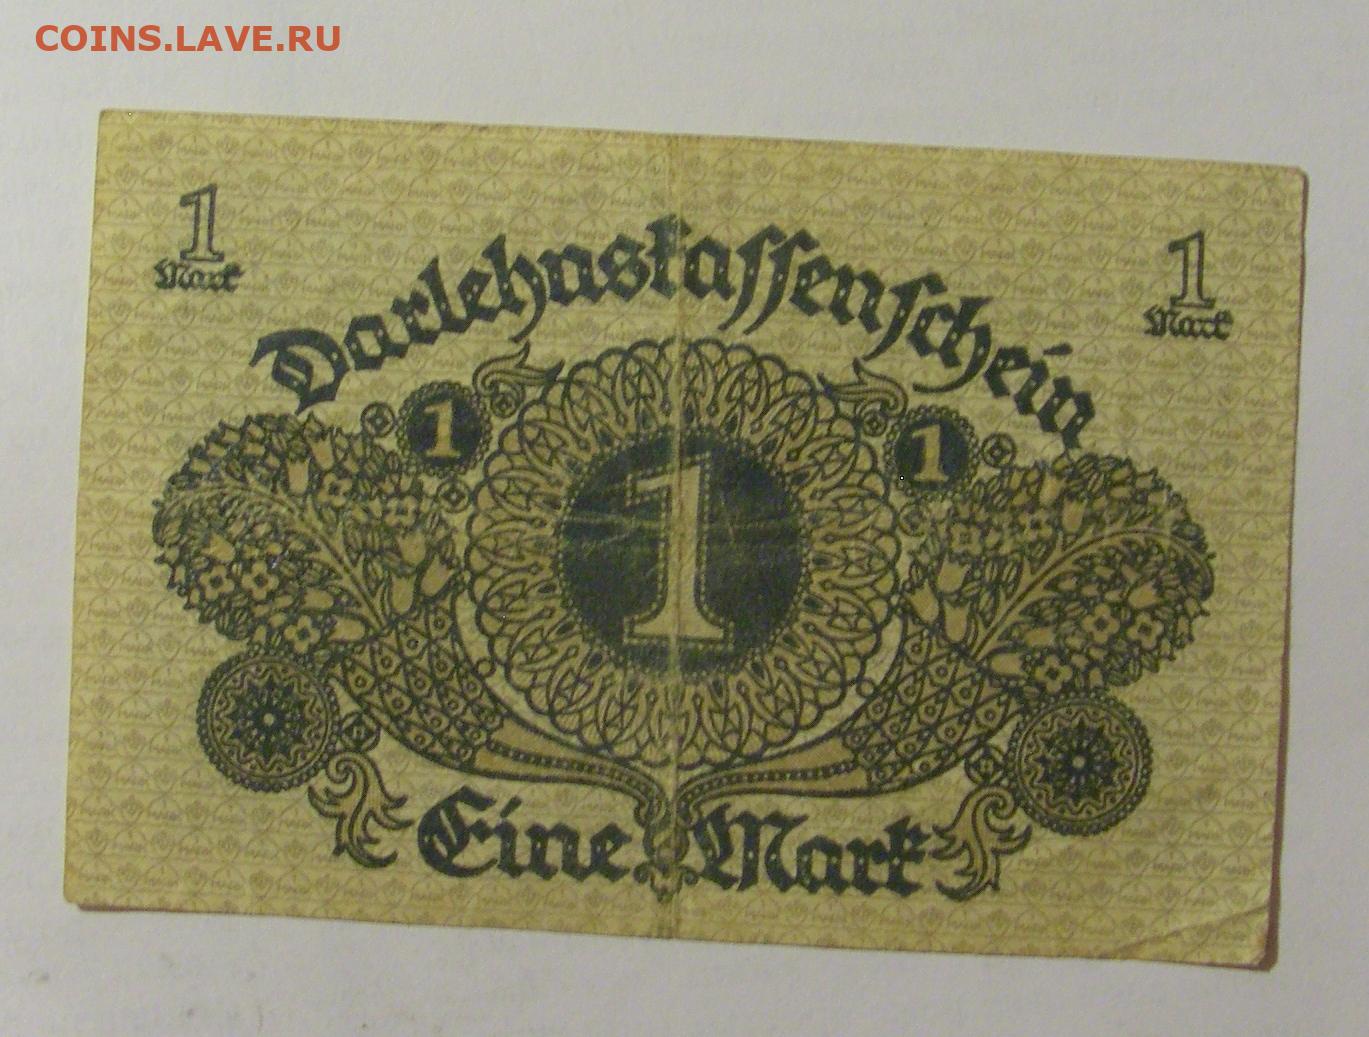 COINS.LAVE.RU
1
Mark
Darlehnskassenschein
1
Mark
1
1
1
Eine Mark